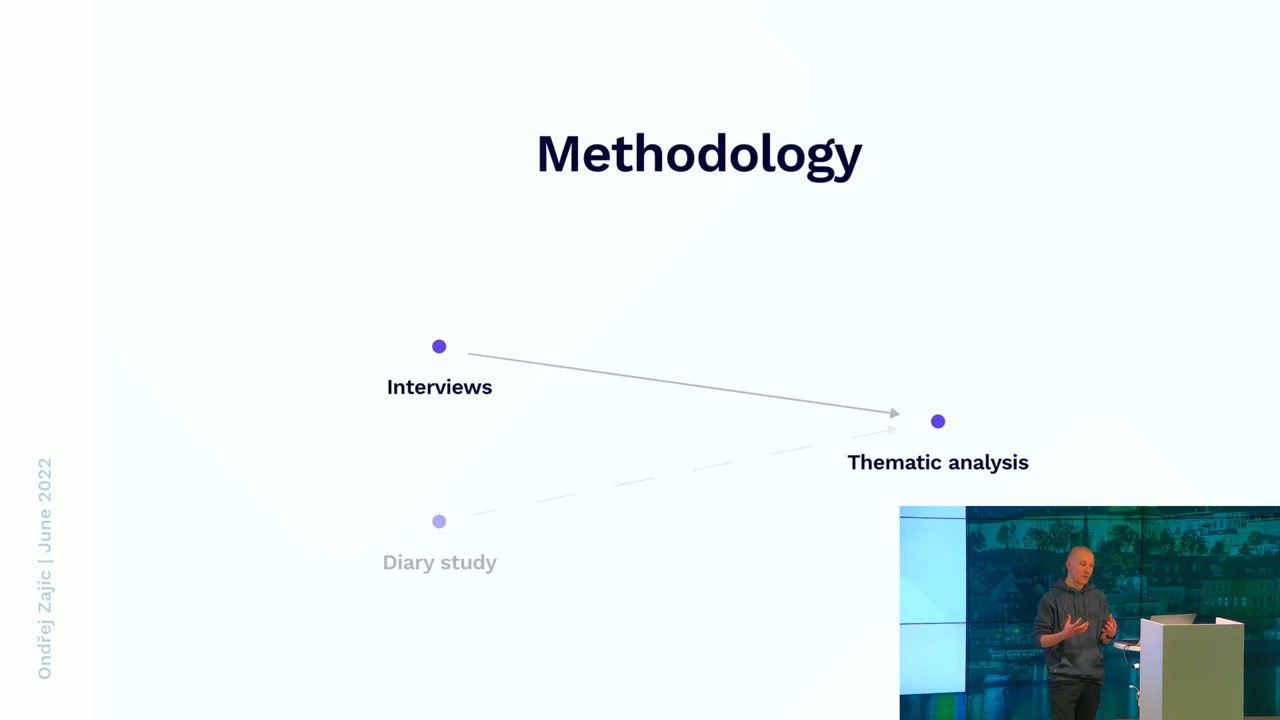 Methodology
Interviews
Thematic analysis
Diary study
Ondřej Zajíc | June 2022